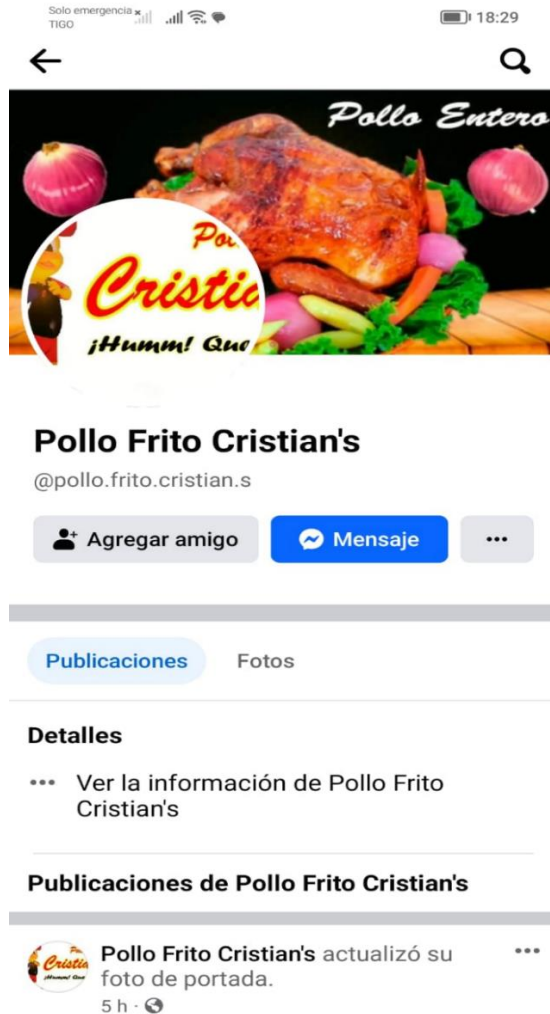 Solo emergencia
TIGO
18:29
Pollo Entero
Cristi
¡Humm! Que
Pollo Frito Cristian's
@pollo.frito.cristian.s
Agregar amigo
Mensaje
Publicaciones
Fotos
Detalles
Ver la información de Pollo Frito
Cristian's
Publicaciones de Pollo Frito Cristian's
Cristi
Pollo Frito Cristian's actualizó su
foto de portada.
5 h ·